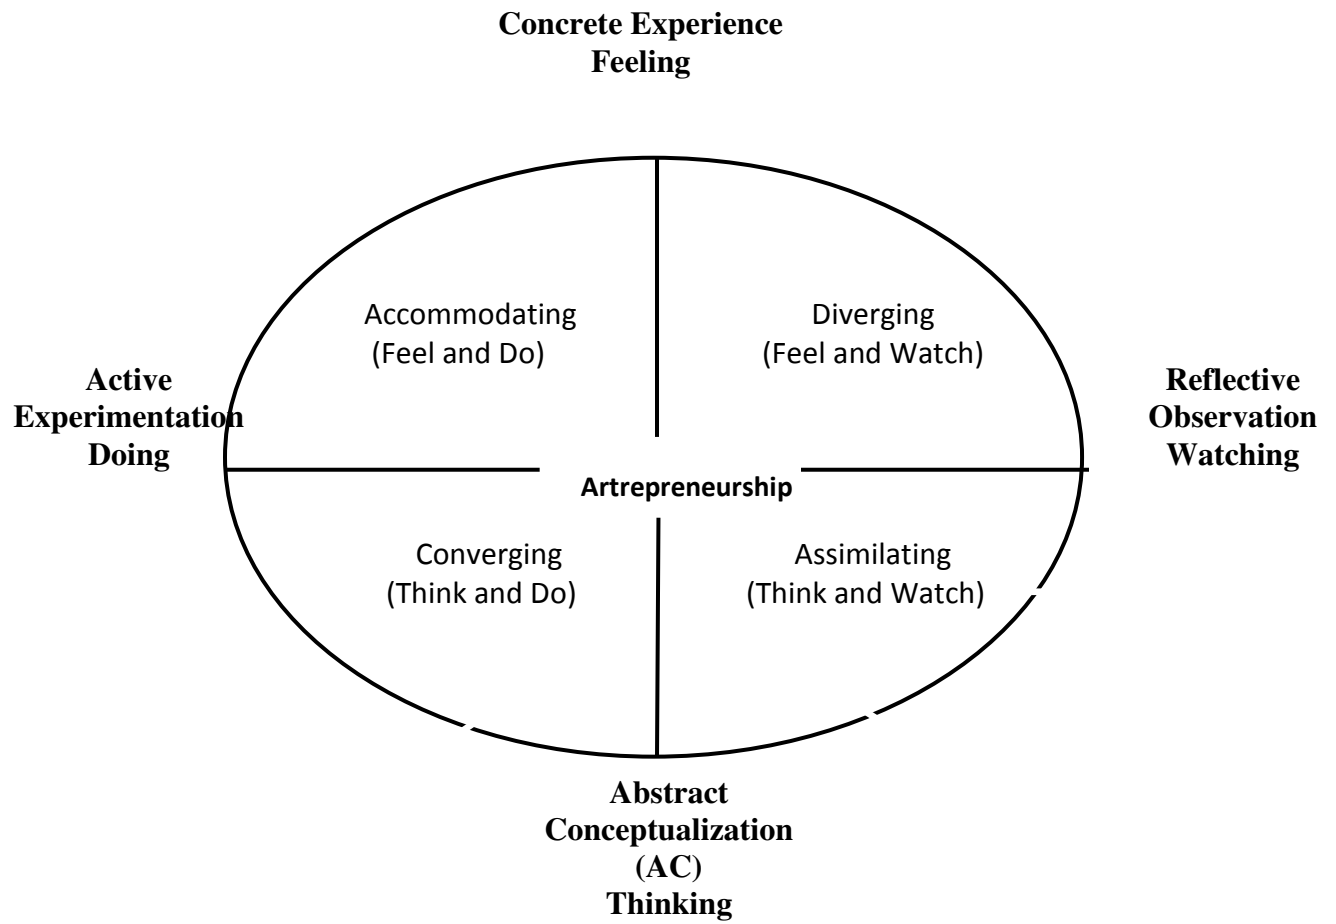 Concrete Experience
Feeling
Accommodating
(Feel and Do)
Diverging
(Feel and Watch)
Active
Experimentation
Doing
Reflective
Observation
Watching
Artrepreneurship
Converging
(Think and Do)
Assimilating
(Think and Watch)
Abstract
Conceptualization
(AC)
Thinking